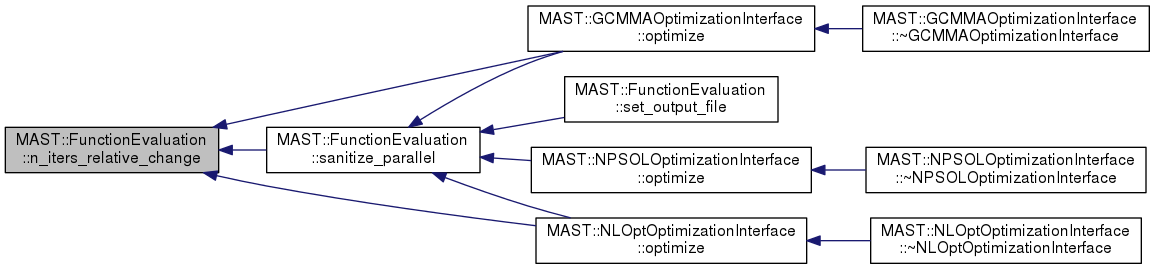 MAST::FunctionEvaluation
::n_iters_relative_change
MAST::FunctionEvaluation
::sanitize_parallel
MAST::GCMMAOptimizationInterface
::optimize
MAST::GCMMAOptimizationInterface
::~GCMMAOptimizationInterface
MAST::FunctionEvaluation
::set_output_file
MAST::NPSOLOptimizationInterface
::optimize
MAST::NPSOLOptimizationInterface
::~NPSOLOptimizationInterface
MAST::NLOptOptimizationInterface
::optimize
MAST::NLOptOptimizationInterface
::~NLOptOptimizationInterface